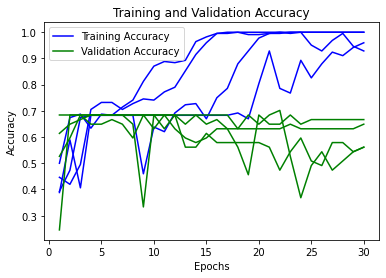 Training and Validation Accuracy
Training Accuracy
Validation Accuracy
Accuracy
1.0
0.9
0.8
0.7
0.6
0.5
0.4
0.3
0 5 10 15 20 25 30
Epochs